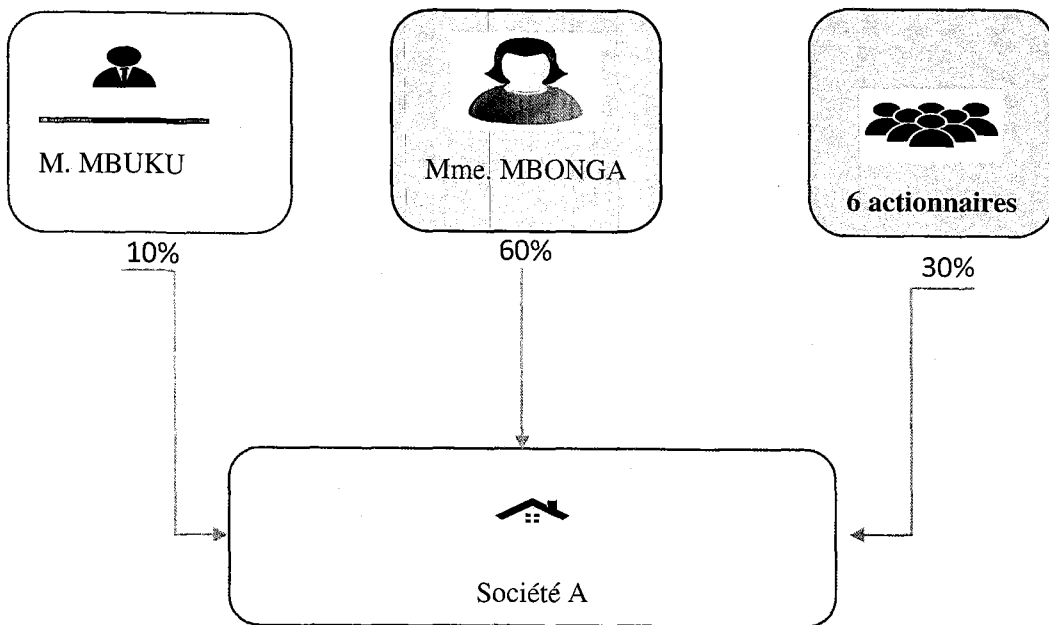 M. MBUKU
Mme. MBONGA
6 actionnaires
10%
60%
30%
Société A